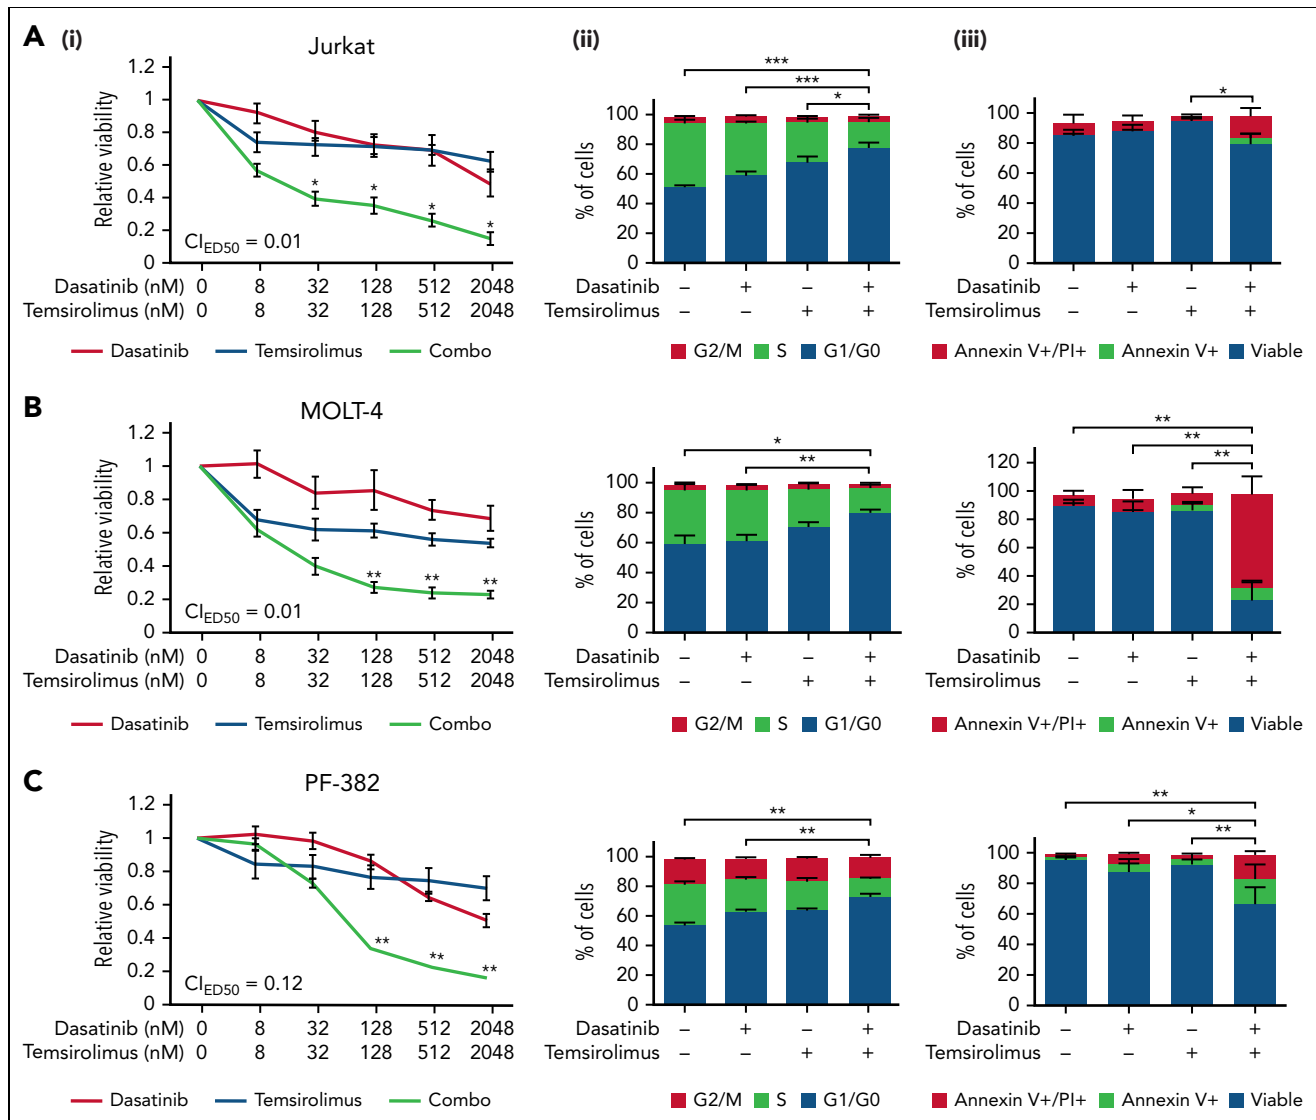 A (i) Jurkat
1.2
1
0.8
0.6
0.4
0.2
0
Relative viability
* * * *
CI_ED50 = 0.01
Dasatinib (nM) 0 8 32 128 512 2048
Temsirolimus (nM) 0 8 32 128 512 2048
Dasatinib Temsirolimus Combo
(ii)
***
***
*
100
80
60
40
20
0
% of cells
Dasatinib – + – +
Temsirolimus – – + +
G2/M S G1/G0
(iii)
*
100
80
60
40
20
0
% of cells
Dasatinib – + – +
Temsirolimus – – + +
Annexin V+/PI+ Annexin V+ Viable
B MOLT-4
1.2
1
0.8
0.6
0.4
0.2
0
Relative viability
** ** **
CI_ED50 = 0.01
Dasatinib (nM) 0 8 32 128 512 2048
Temsirolimus (nM) 0 8 32 128 512 2048
Dasatinib Temsirolimus Combo
*
**
100
80
60
40
20
0
% of cells
Dasatinib – + – +
Temsirolimus – – + +
G2/M S G1/G0
**
**
**
120
100
80
60
40
20
0
% of cells
Dasatinib – + – +
Temsirolimus – – + +
Annexin V+/PI+ Annexin V+ Viable
C PF-382
1.2
1
0.8
0.6
0.4
0.2
0
Relative viability
** ** **
CI_ED50 = 0.12
Dasatinib (nM) 0 8 32 128 512 2048
Temsirolimus (nM) 0 8 32 128 512 2048
Dasatinib Temsirolimus Combo
**
**
100
80
60
40
20
0
% of cells
Dasatinib – + – +
Temsirolimus – – + +
G2/M S G1/G0
**
*
**
100
80
60
40
20
0
% of cells
Dasatinib – + – +
Temsirolimus – – + +
Annexin V+/PI+ Annexin V+ Viable